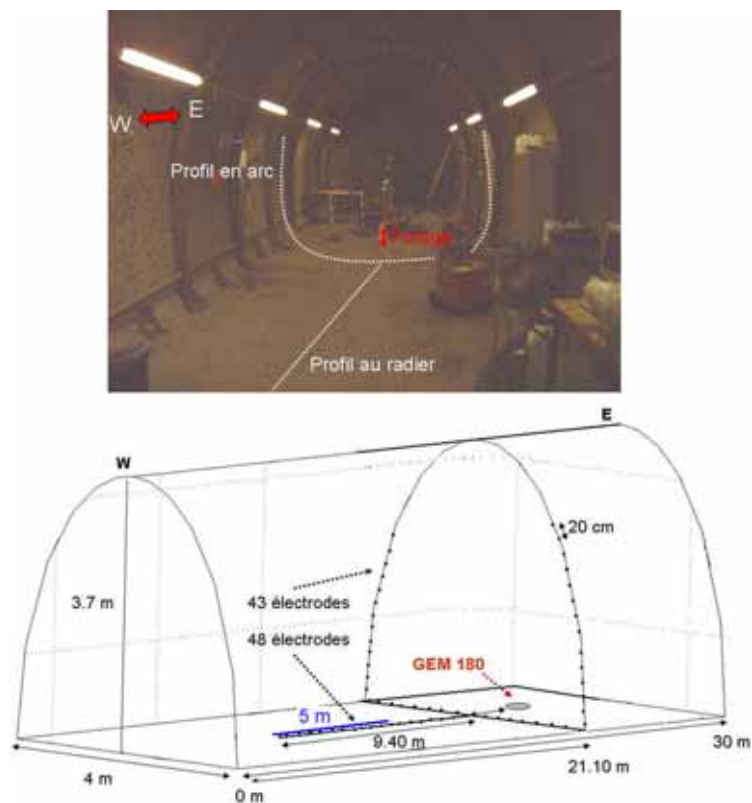 E
W
Profil en arc
Forage
Profil au radier
E
W
20 cm
3.7 m
43 électrodes
48 électrodes
GEM 180
5 m
9.40 m
30 m
4 m
21.10 m
0 m